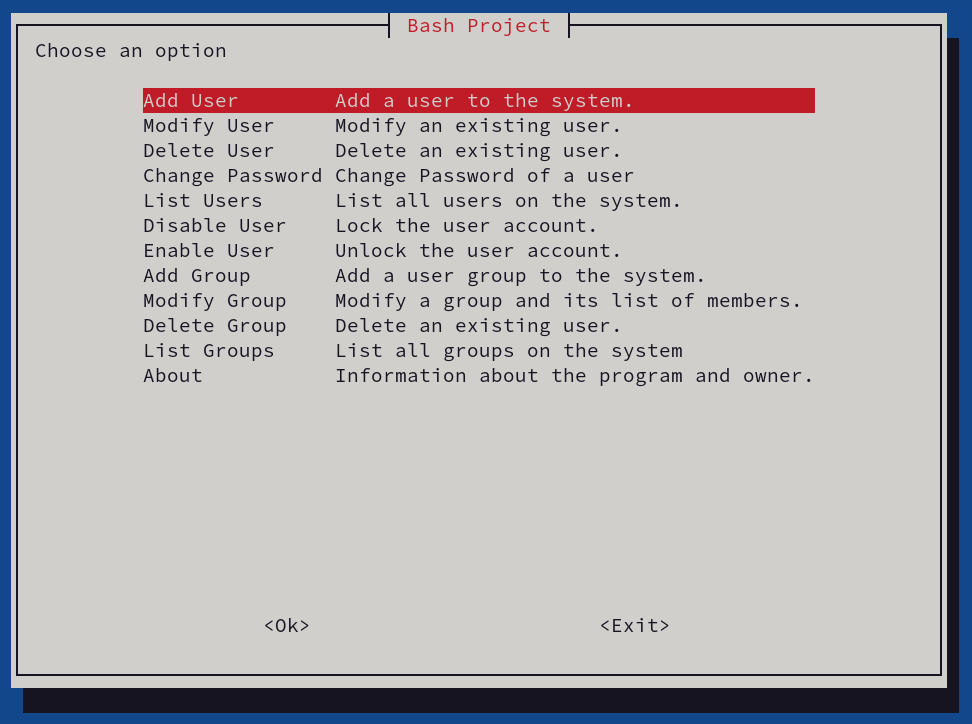 Bash Project
Choose an option
Add User Add a user to the system.
Modify User Modify an existing user.
Delete User Delete an existing user.
Change Password Change Password of a user
List Users List all users on the system.
Disable User Lock the user account.
Enable User Unlock the user account.
Add Group Add a user group to the system.
Modify Group Modify a group and its list of members.
Delete Group Delete an existing user.
List Groups List all groups on the system
About Information about the program and owner.
<Ok> <Exit>